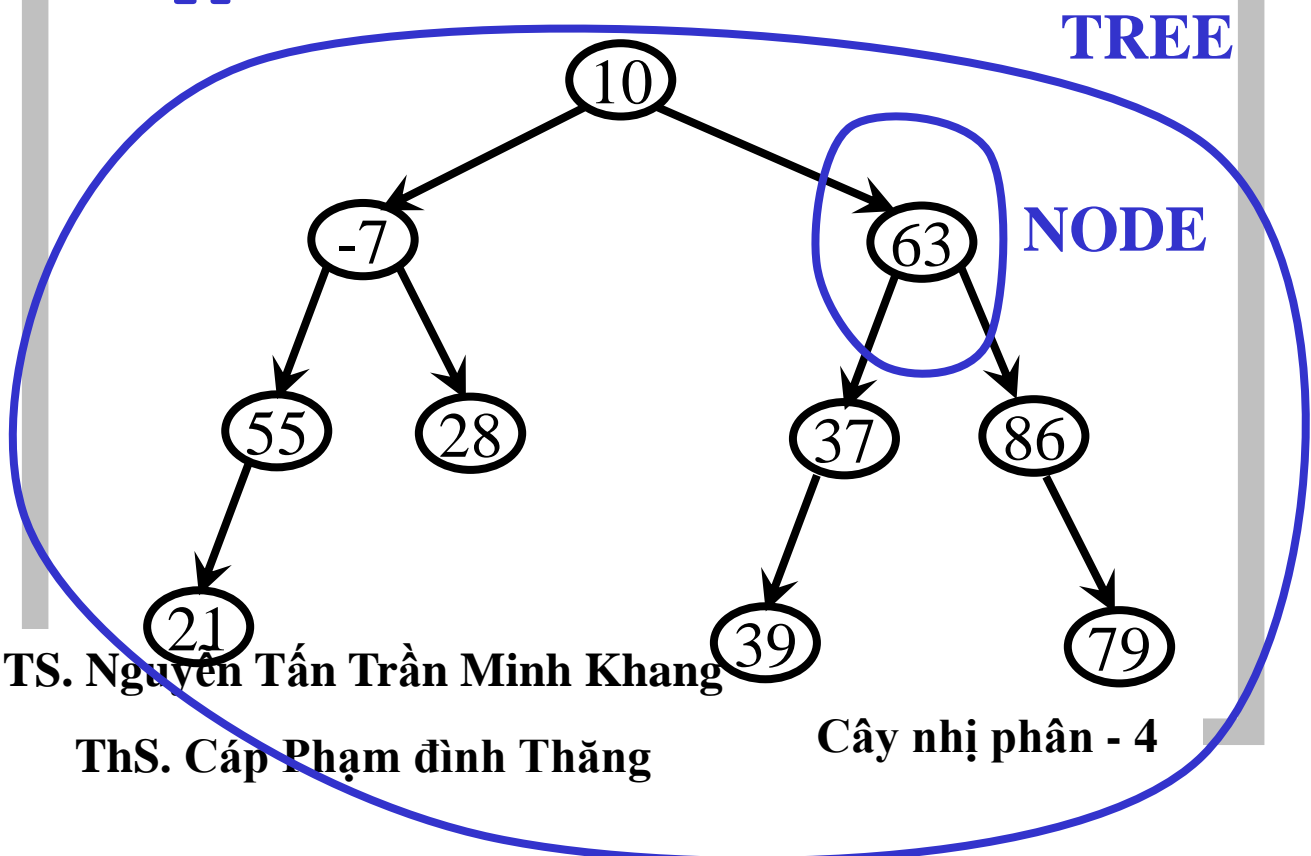 TREE
10
-7
63
NODE
55
28
37
86
21
39
79
TS. Nguyễn Tấn Trần Minh Khang
ThS. Cáp Phạm đình Thăng
Cây nhị phân - 4